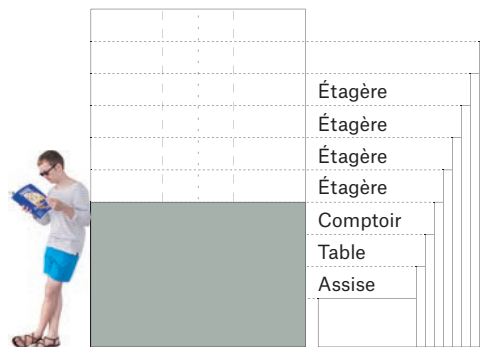 Étagère
Étagère
Étagère
Étagère
Comptoir
Table
Assise